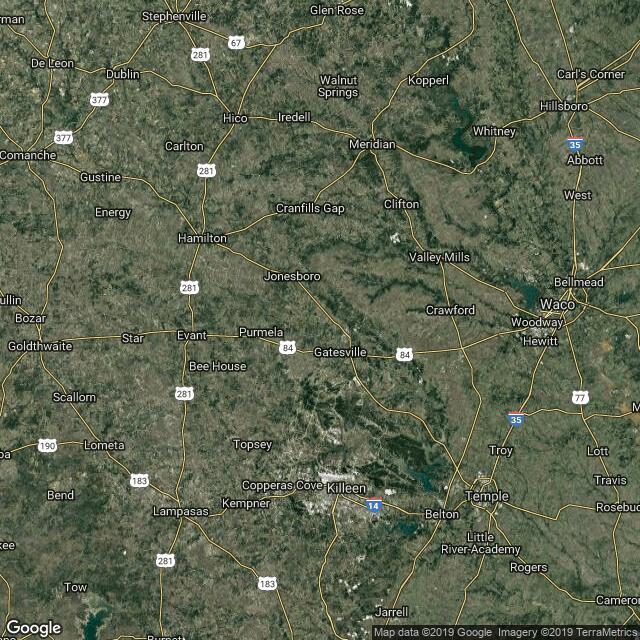 Glen Rose
Stephenville
67
281
De Leon
Dublin
Walnut
Springs
Kopperl
Carl's Corner
377
Hillsboro
Hico
Iredell
Whitney
377
Carlton
Meridian
35
Comanche
281
Abbott
Gustine
West
Energy
Cranfills Gap
Clifton
Hamilton
Valley Mills
Jonesboro
Bellmead
281
Waco
Bozar
Crawford
Woodway
Star
Evant
Purmela
Hewitt
Goldthwaite
84
Gatesville
84
Bee House
281
Scallorn
77
35
190
Lometa
Topsey
Troy
Lott
183
Travis
Bend
Copperas Cove
Killeen
Temple
Kempner
14
Lampasas
Belton
Little
River-Academy
281
Rogers
183
Tow
Jarrell
Google
Map data ©2019 Google Imagery ©2019 TerraMetrics